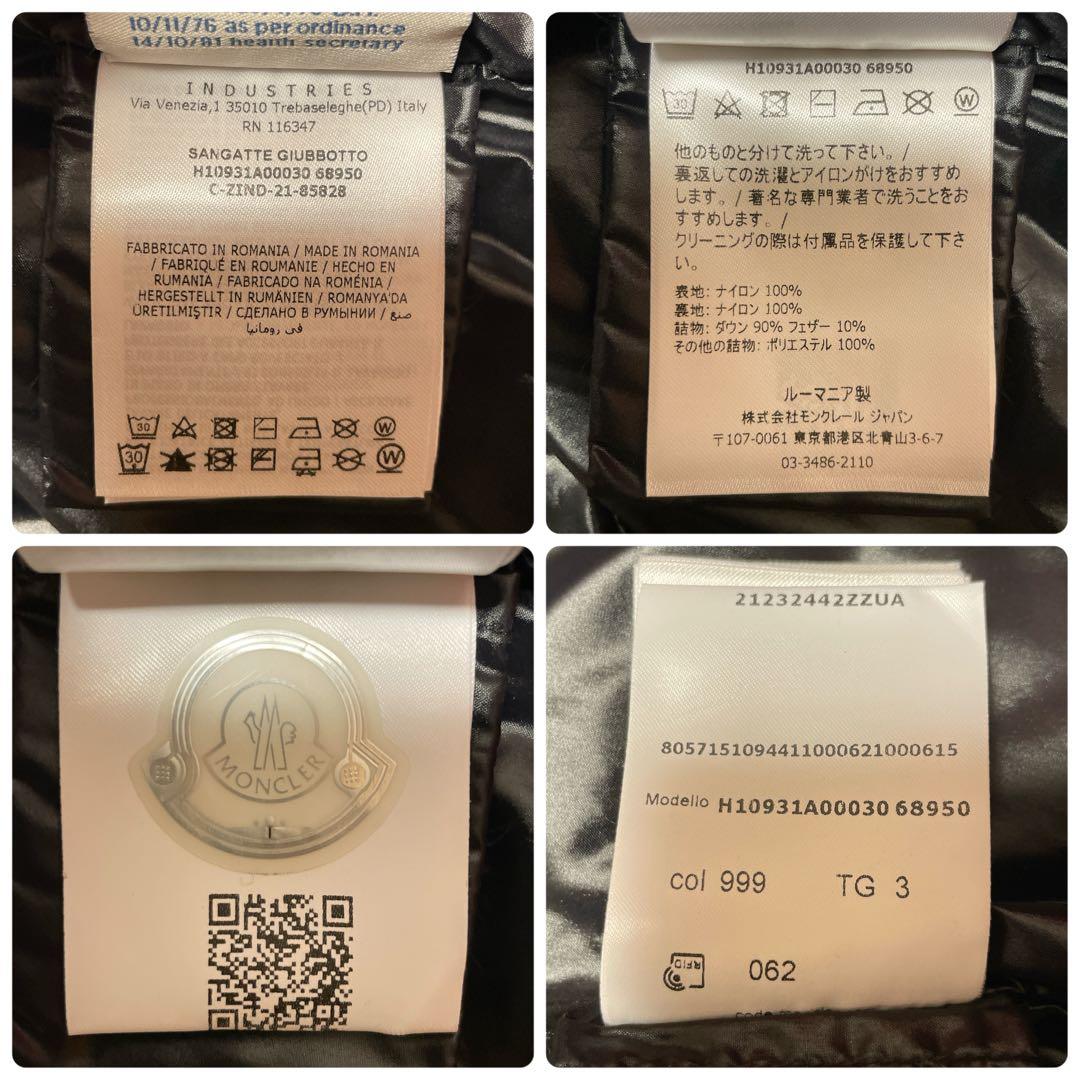 10/11/76 as per ordinance
14/10/81 health secretary
INDUSTRIES
Via Venezia,1 35010 Trebaseleghe(PD) Italy
RN 116347
SANGATTE GIUBBOTTO
H10931A00030 68950
C-ZIND-21-85828
FABBRICATO IN ROMANIA / MADE IN ROMANIA
/ FABRIQUÉ EN ROUMANIE / HECHO EN
RUMANIA / FABRICADO NA ROMÉNIA /
HERGESTELLT IN RUMÄNIEN / ROMANYA'DA
ÜRETILMIŞTIR / СДЕЛАНО В РУМЫНИИ / صنع
في رومانيا
30
W
30
W
H10931A00030 68950
30
W
他のものと分けて洗って下さい。/
裏返しての洗濯とアイロンがけをおすすめ
します。/ 著名な専門業者で洗うことをお
すすめします。/
クリーニングの際は付属品を保護して下さ
い。
表地: ナイロン 100%
裏地: ナイロン 100%
詰物: ダウン 90% フェザー 10%
その他の詰物: ポリエステル 100%
ルーマニア製
株式会社モンクレール ジャパン
〒107-0061 東京都港区北青山3-6-7
03-3486-2110
MONCLER
21232442ZZUA
8057151094411000621000615
Modello H10931A00030 68950
col 999 TG 3
RFID 062